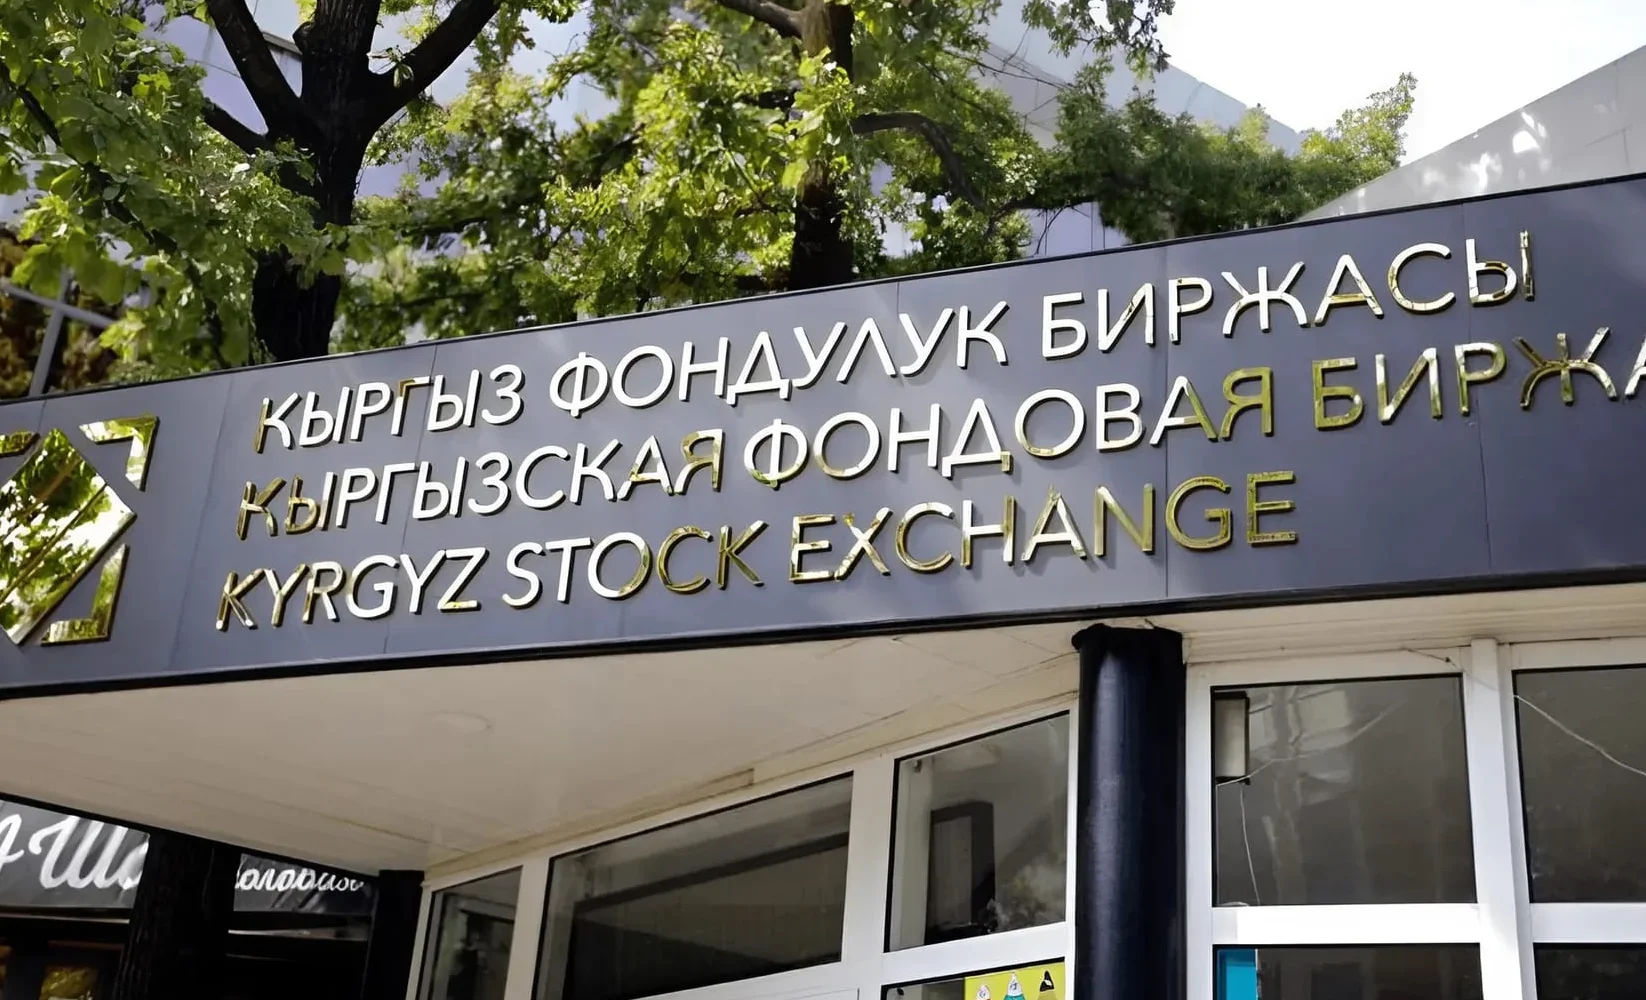 КЫРГЫЗ ФОНДУЛУК БИРЖАСЫ
КЫРГЫЗСКАЯ ФОНДОВАЯ БИРЖА
KYRGYZ STOCK EXCHANGE